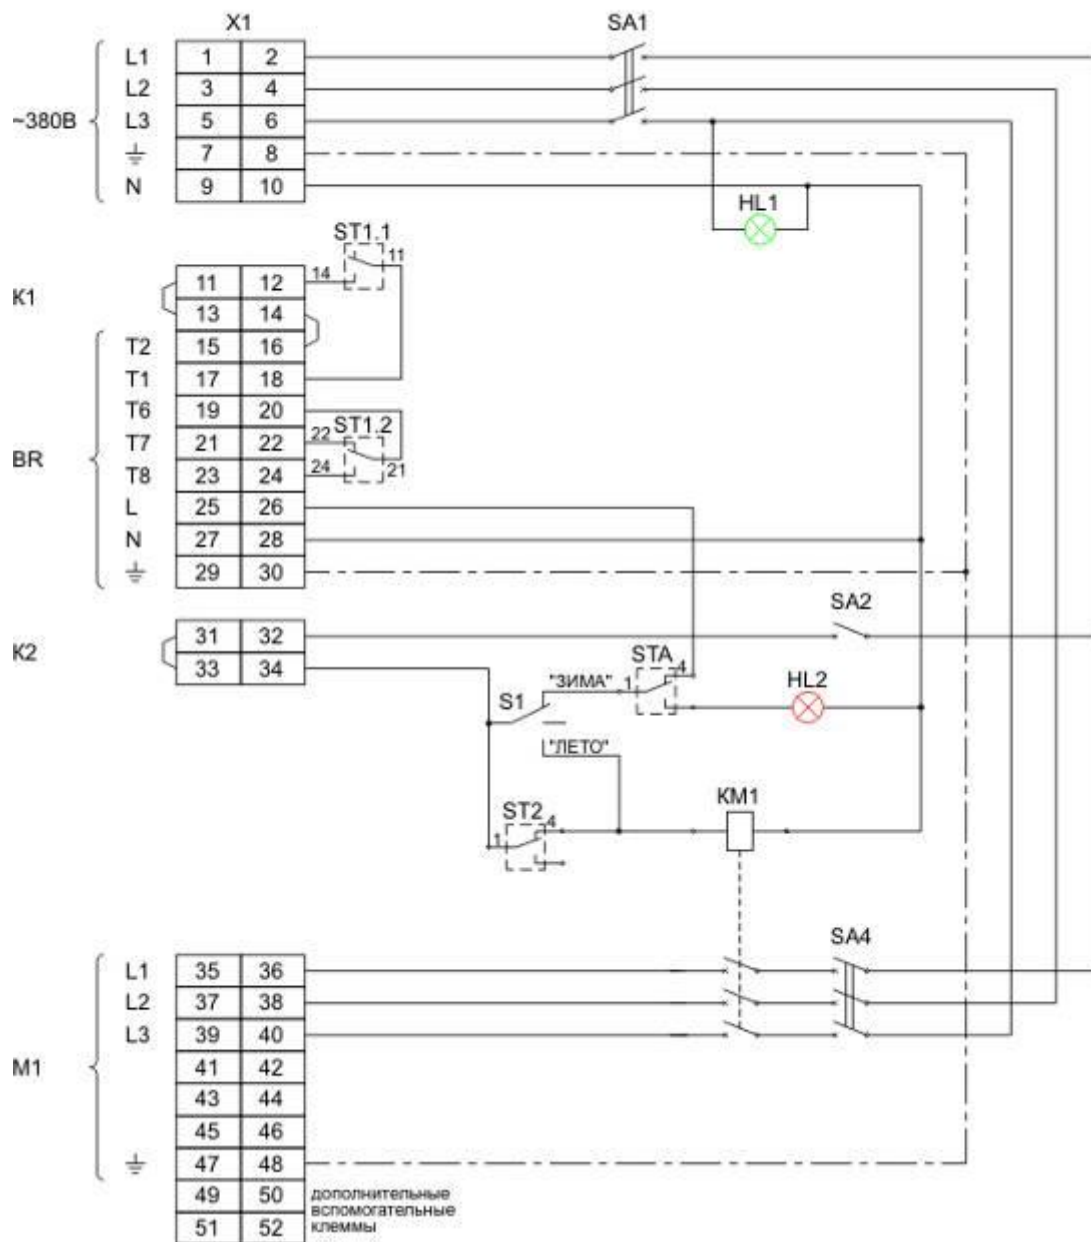 X1 SA1
L1 1 2
L2 3 4
~380В L3 5 6
7 8
N 9 10
HL1
ST1.1
14 11
K1 11 12
13 14
T2 15 16
T1 17 18
T6 19 20
ST1.2
BR T7 21 22 22
T8 23 24 24 21
L 25 26
N 27 28
29 30
SA2
K2 31 32
33 34
STA
"ЗИМА" 1 4
S1 HL2
"ЛЕТО"
ST2 KM1
1 4
SA4
L1 35 36
L2 37 38
L3 39 40
M1 41 42
43 44
45 46
47 48
49 50 дополнительные
вспомогательные
51 52 клеммы